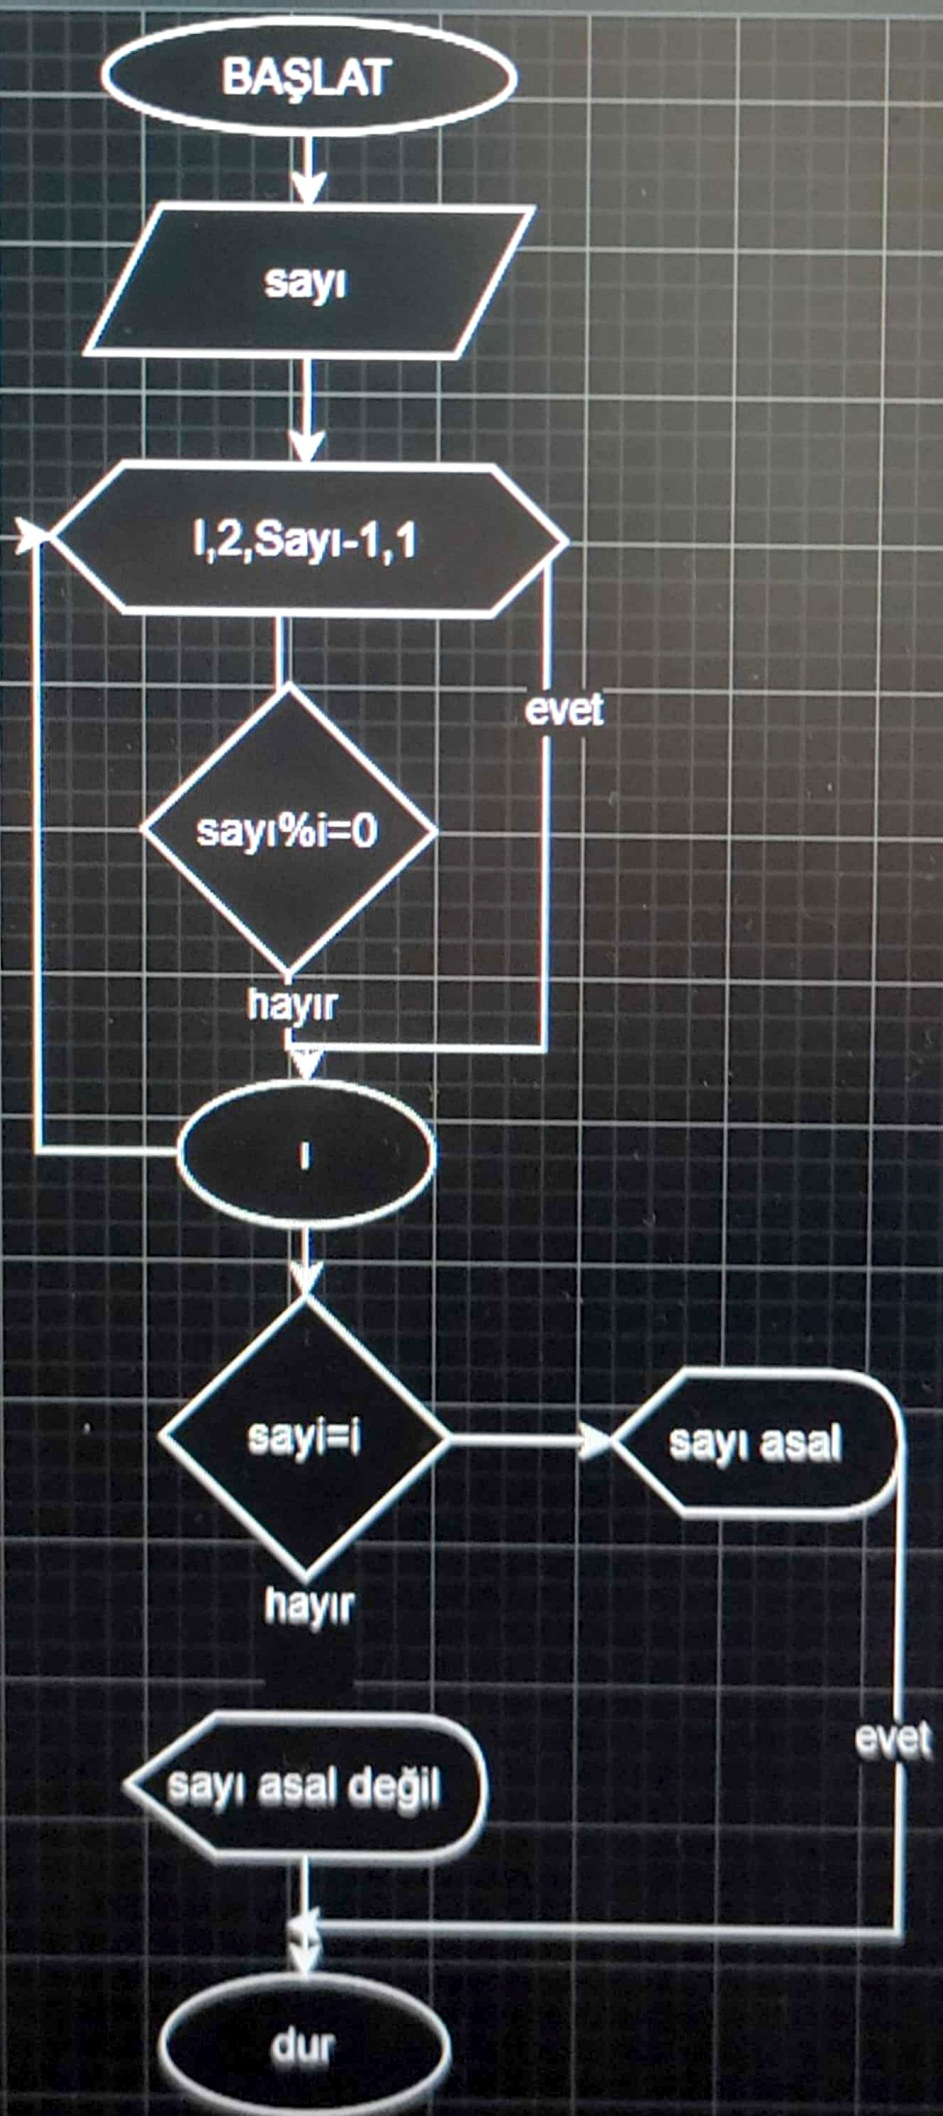 BAŞLAT
sayı
I,2,Sayı-1,1
evet
sayı%i=0
hayır
I
sayi=i
sayı asal
hayır
evet
sayı asal değil
dur